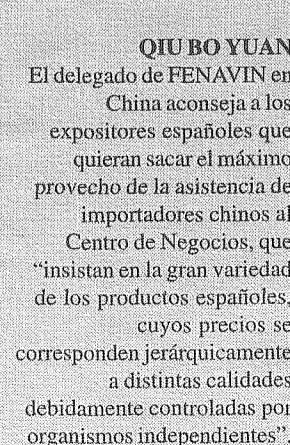 QIU BO YUAN
El delegado de FENAVIN en
China aconseja a los
expositores españoles que
quieran sacar el máximo
provecho de la asistencia de
importadores chinos al
Centro de Negocios, que
“insistan en la gran variedad
de los productos españoles,
cuyos precios se
corresponden jerárquicamente
a distintas calidades
debidamente controladas por
organismos independientes”.